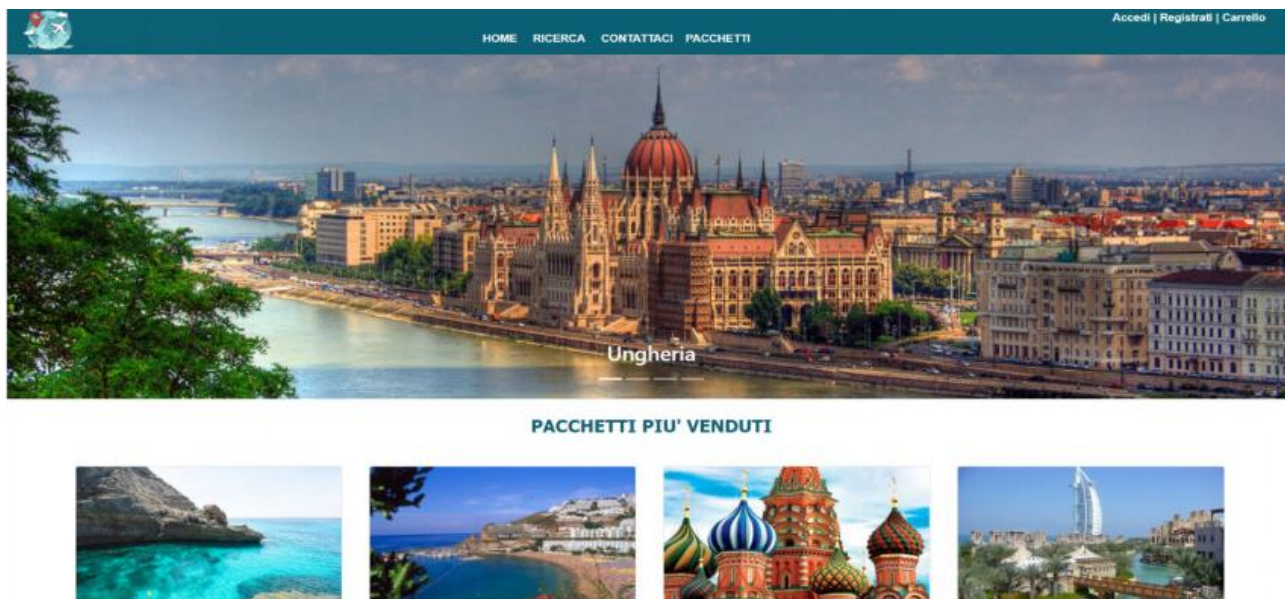 Accedi | Registrati | Carrello
HOME RICERCA CONTATTACI PACCHETTI
Ungheria
PACCHETTI PIU' VENDUTI